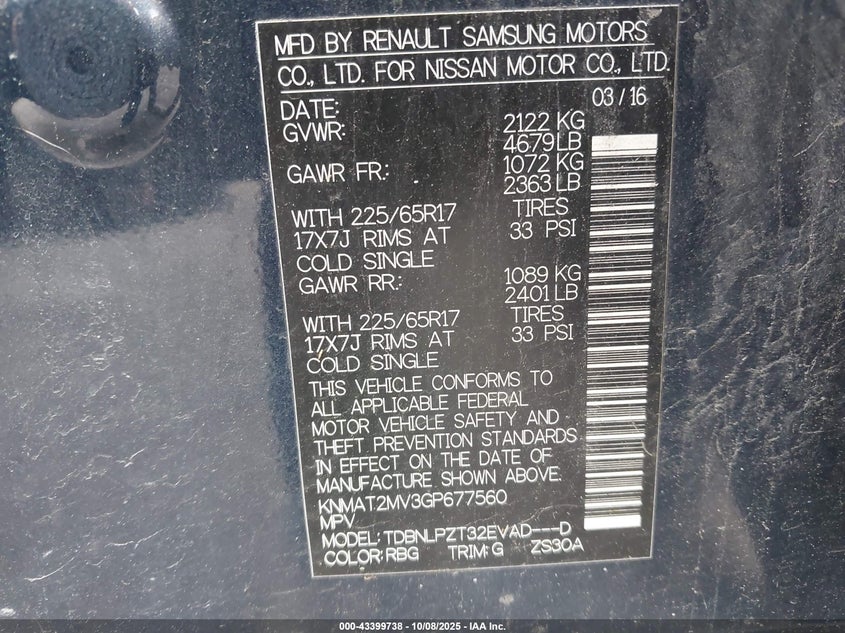 MFD BY RENAULT SAMSUNG MOTORS
CO., LTD. FOR NISSAN MOTOR CO., LTD.
DATE: 03 / 16
GVWR: 2122 KG
4679 LB
GAWR FR.: 1072 KG
2363 LB
WITH 225/65R17 TIRES
17X7J RIMS AT 33 PSI
COLD SINGLE
GAWR RR.: 1089 KG
2401 LB
WITH 225/65R17 TIRES
17X7J RIMS AT 33 PSI
COLD SINGLE
THIS VEHICLE CONFORMS TO
ALL APPLICABLE FEDERAL
MOTOR VEHICLE SAFETY AND
THEFT PREVENTION STANDARDS
IN EFFECT ON THE DATE OF
MANUFACTURE SHOWN ABOVE.
KNMAT2MV3GP677560
MPV
MODEL: TDBNLPZT32EVAD---D
COLOR: RBG TRIM: G ZS30A
000-43399738 - 10/08/2025 - IAA Inc.